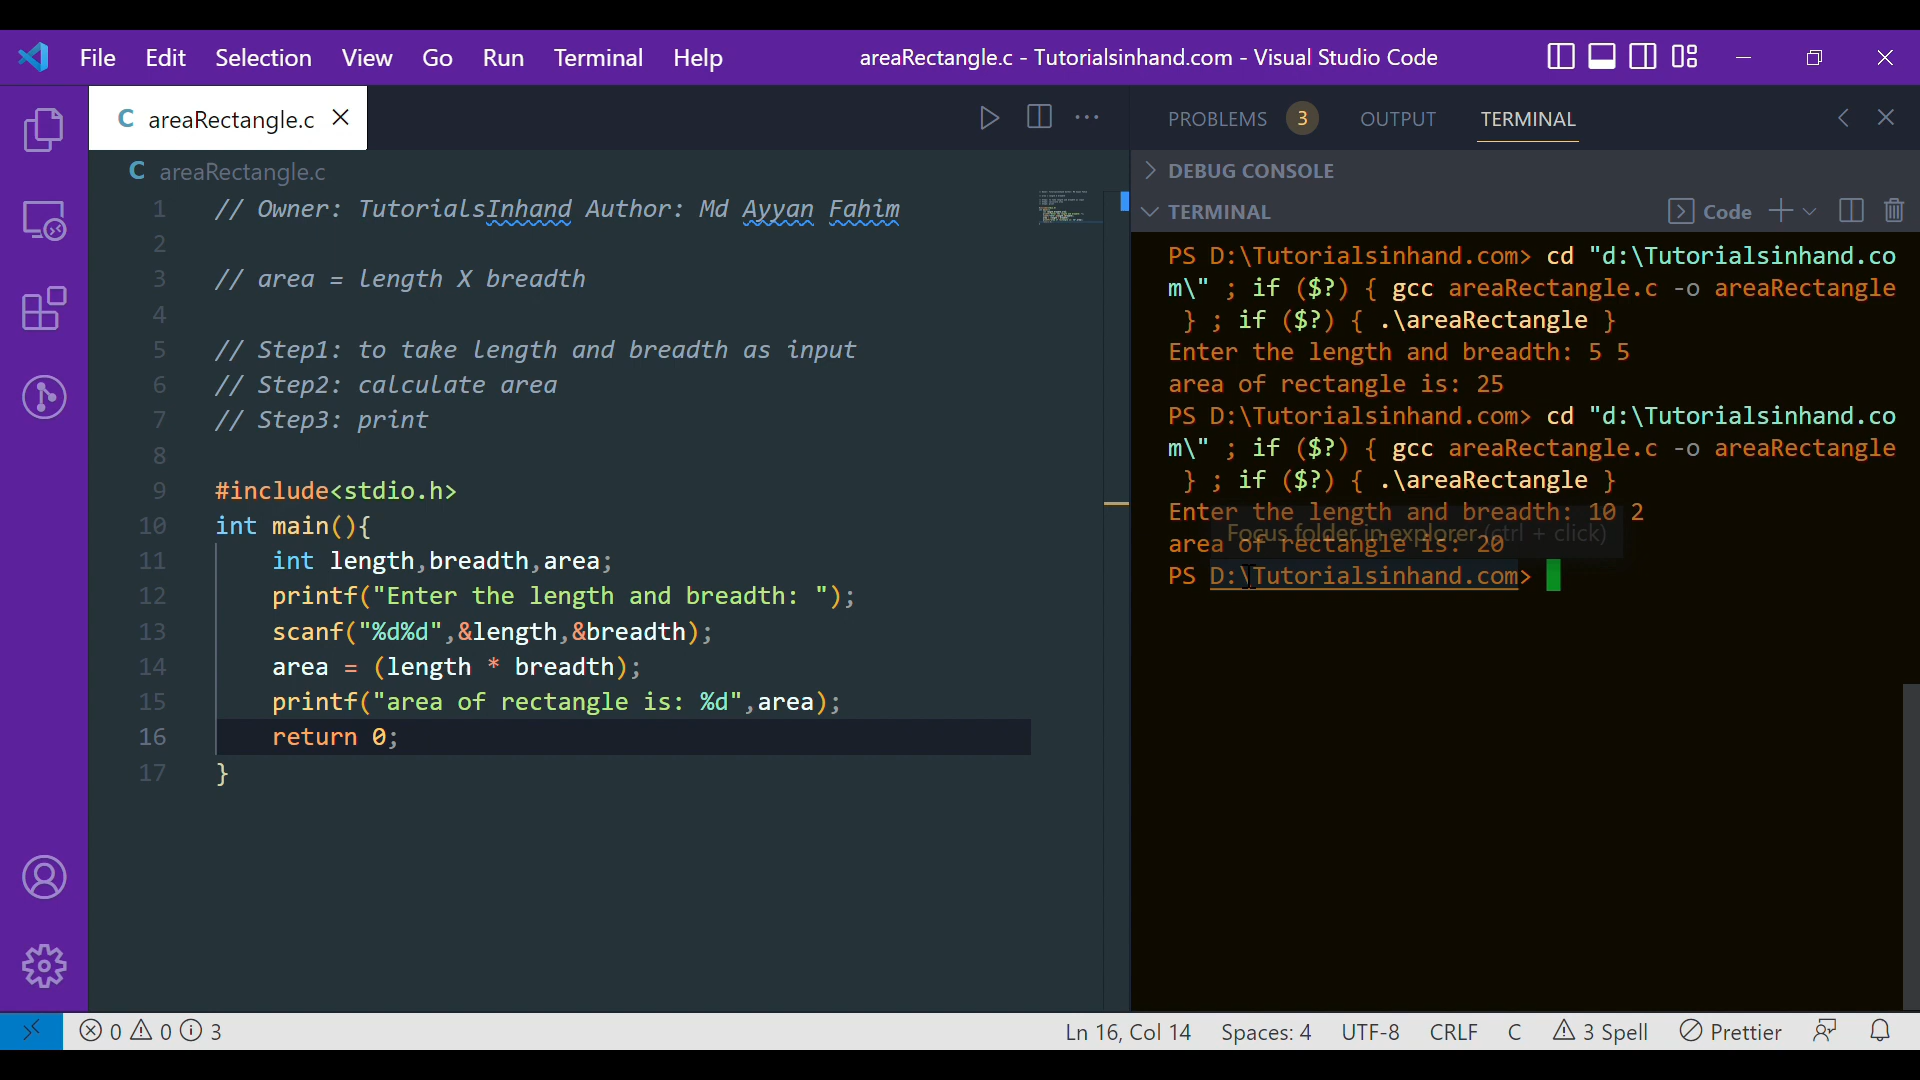 File Edit Selection View Go Run Terminal Help areaRectangle.c - Tutorialsinhand.com - Visual Studio Code
C areaRectangle.c
C areaRectangle.c
1 // Owner: TutorialsInhand Author: Md Ayyan Fahim
2
3 // area = length X breadth
4
5 // Step1: to take length and breadth as input
6 // Step2: calculate area
7 // Step3: print
8
9 #include<stdio.h>
10 int main(){
11     int length,breadth,area;
12     printf("Enter the length and breadth: ");
13     scanf("%d%d",&length,&breadth);
14     area = (length * breadth);
15     printf("area of rectangle is: %d",area);
16     return 0;
17 }
PROBLEMS 3 OUTPUT TERMINAL
DEBUG CONSOLE
TERMINAL Code
PS D:\Tutorialsinhand.com> cd "d:\Tutorialsinhand.co
m\" ; if ($?) { gcc areaRectangle.c -o areaRectangle
 } ; if ($?) { .\areaRectangle }
Enter the length and breadth: 5 5
area of rectangle is: 25
PS D:\Tutorialsinhand.com> cd "d:\Tutorialsinhand.co
m\" ; if ($?) { gcc areaRectangle.c -o areaRectangle
 } ; if ($?) { .\areaRectangle }
Enter the length and breadth: 10 2
Focus folder in explorer (ctrl + click)
area of rectangle is: 20
PS D:\Tutorialsinhand.com>
0 0 3 Ln 16, Col 14 Spaces: 4 UTF-8 CRLF C 3 Spell Prettier